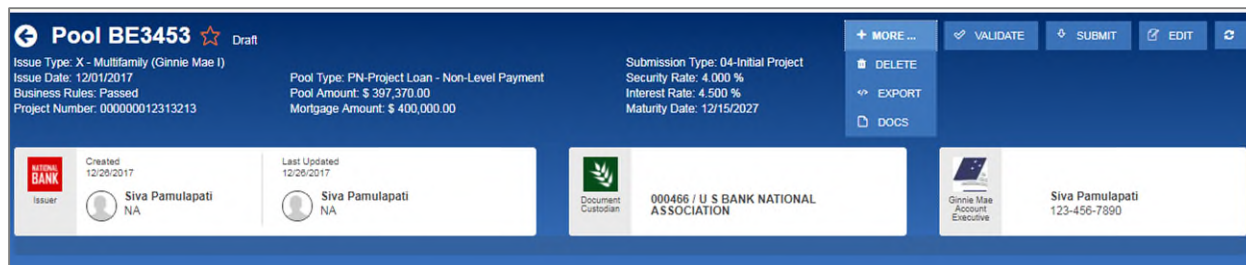 Pool BE3453 Draft
+ MORE ... VALIDATE SUBMIT EDIT
Issue Type: X - Multifamily (Ginnie Mae I)
Issue Date: 12/01/2017
Business Rules: Passed
Project Number: 000000012313213
Pool Type: PN-Project Loan - Non-Level Payment
Pool Amount: $ 397,370.00
Mortgage Amount: $ 400,000.00
Submission Type: 04-Initial Project
Security Rate: 4.000 %
Interest Rate: 4.500 %
Maturity Date: 12/15/2027
DELETE
EXPORT
DOCS
NATIONAL
BANK
Issuer
Created
12/26/2017
Siva Pamulapati
NA
Last Updated
12/26/2017
Siva Pamulapati
NA
Document
Custodian
000466 / U S BANK NATIONAL
ASSOCIATION
Ginnie Mae
Account
Executive
Siva Pamulapati
123-456-7890